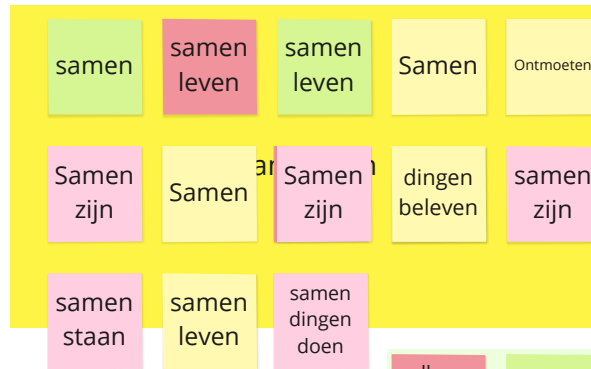 samen
samen
leven
samen
leven
Samen
Ontmoeten
Samen
zijn
Samen
Samen
zijn
dingen
beleven
samen
zijn
samen
staan
samen
leven
samen
dingen
doen